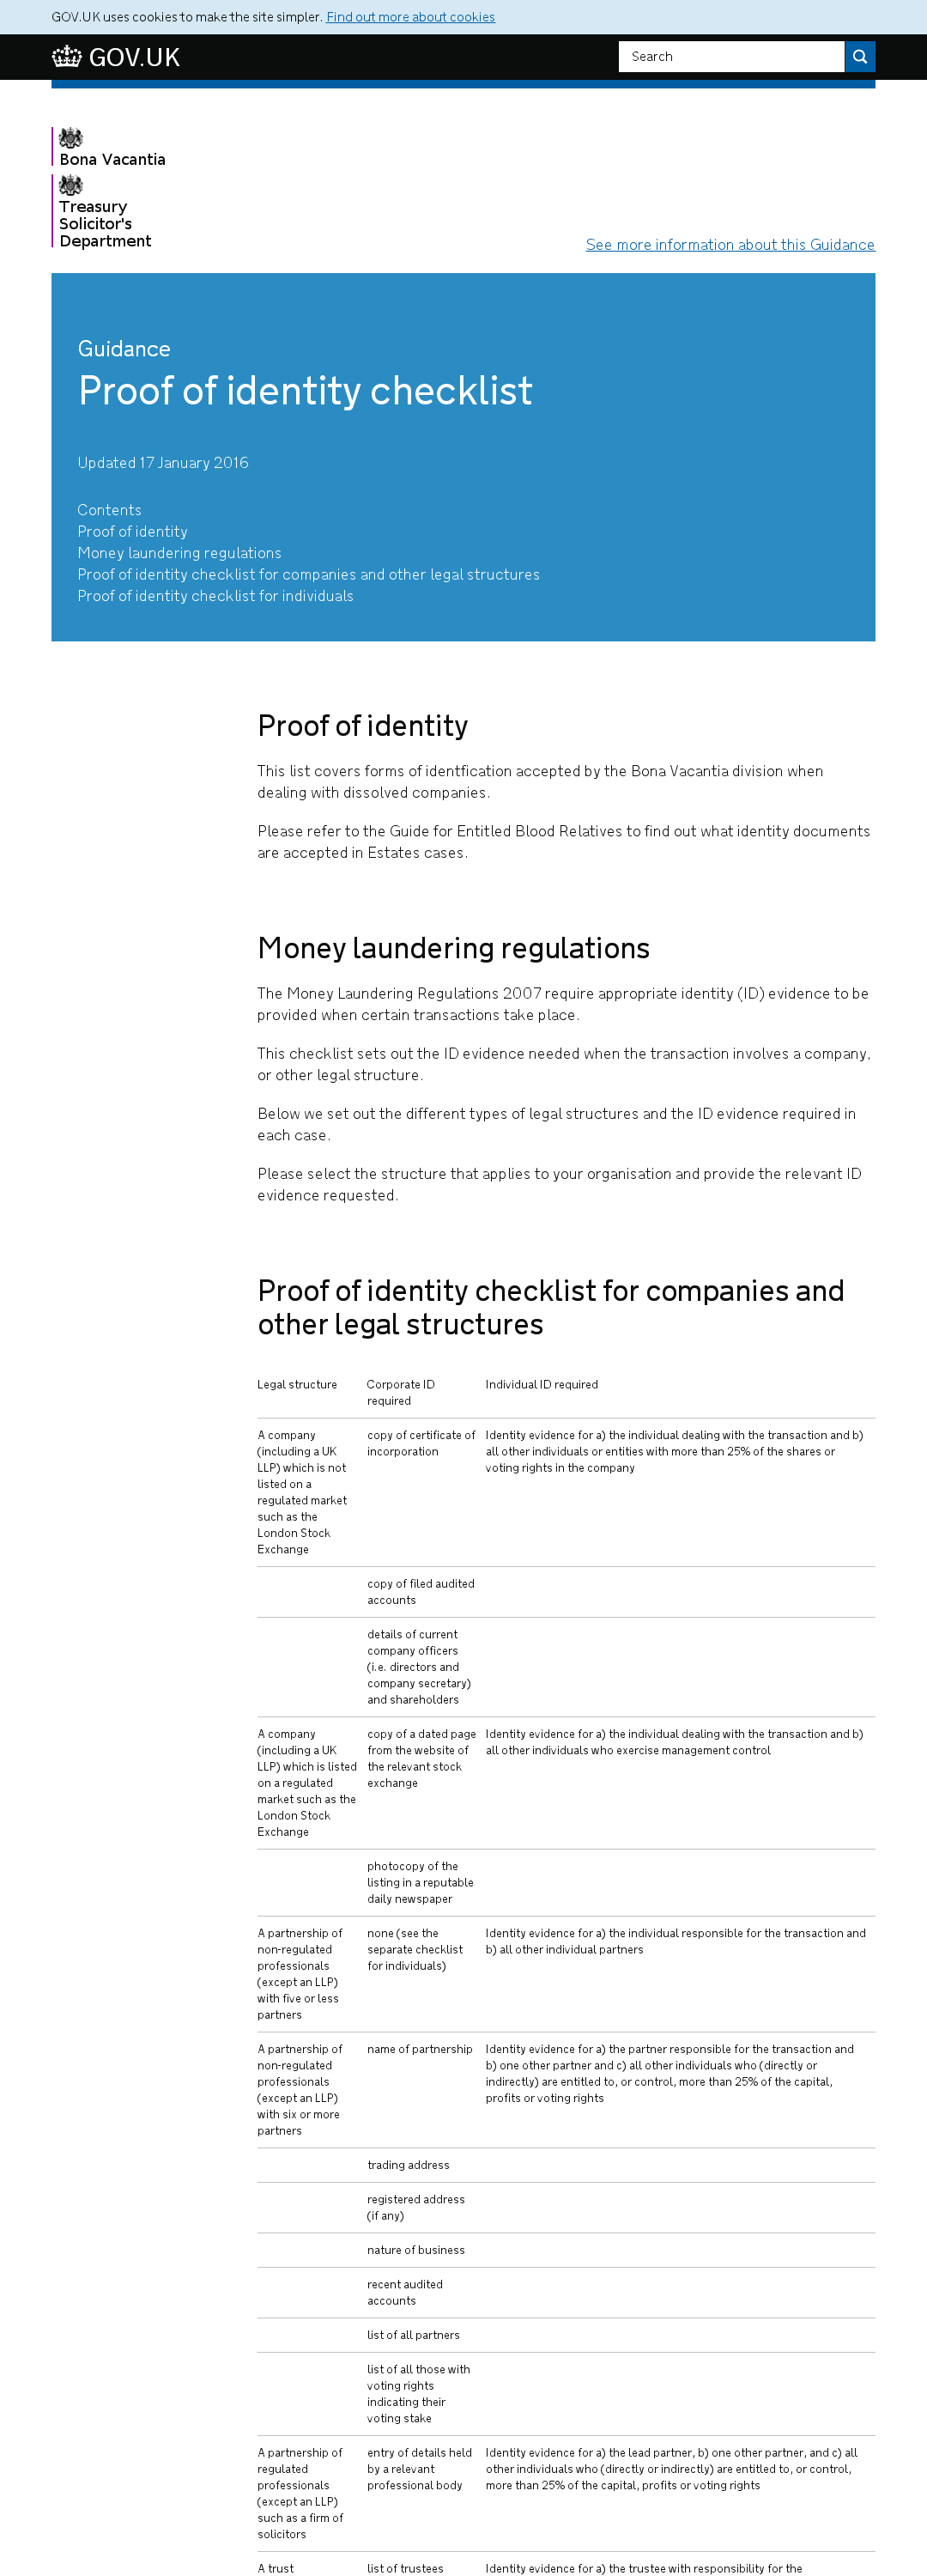 GOV.UK uses cookies to make the site simpler. Find out more about cookies
GOV.UK
Search
Bona Vacantia
Treasury
Solicitor's
Department
See more information about this Guidance
Guidance
Proof of identity checklist
Updated 17 January 2016
Contents
Proof of identity
Money laundering regulations
Proof of identity checklist for companies and other legal structures
Proof of identity checklist for individuals
Proof of identity
This list covers forms of identfication accepted by the Bona Vacantia division when
dealing with dissolved companies.
Please refer to the Guide for Entitled Blood Relatives to find out what identity documents
are accepted in Estates cases.
Money laundering regulations
The Money Laundering Regulations 2007 require appropriate identity (ID) evidence to be
provided when certain transactions take place.
This checklist sets out the ID evidence needed when the transaction involves a company,
or other legal structure.
Below we set out the different types of legal structures and the ID evidence required in
each case.
Please select the structure that applies to your organisation and provide the relevant ID
evidence requested.
Proof of identity checklist for companies and
other legal structures
Legal structure
Corporate ID
required
Individual ID required
A company
(including a UK
LLP) which is not
listed on a
regulated market
such as the
London Stock
Exchange
copy of certificate of
incorporation
Identity evidence for a) the individual dealing with the transaction and b)
all other individuals or entities with more than 25% of the shares or
voting rights in the company
copy of filed audited
accounts
details of current
company officers
(i.e. directors and
company secretary)
and shareholders
A company
(including a UK
LLP) which is listed
on a regulated
market such as the
London Stock
Exchange
copy of a dated page
from the website of
the relevant stock
exchange
Identity evidence for a) the individual dealing with the transaction and b)
all other individuals who exercise management control
photocopy of the
listing in a reputable
daily newspaper
A partnership of
non-regulated
professionals
(except an LLP)
with five or less
partners
none (see the
separate checklist
for individuals)
Identity evidence for a) the individual responsible for the transaction and
b) all other individual partners
A partnership of
non-regulated
professionals
(except an LLP)
with six or more
partners
name of partnership
Identity evidence for a) the partner responsible for the transaction and
b) one other partner and c) all other individuals who (directly or
indirectly) are entitled to, or control, more than 25% of the capital,
profits or voting rights
trading address
registered address
(if any)
nature of business
recent audited
accounts
list of all partners
list of all those with
voting rights
indicating their
voting stake
A partnership of
regulated
professionals
(except an LLP)
such as a firm of
solicitors
entry of details held
by a relevant
professional body
Identity evidence for a) the lead partner, b) one other partner, and c) all
other individuals who (directly or indirectly) are entitled to, or control,
more than 25% of the capital, profits or voting rights
A trust
list of trustees
Identity evidence for a) the trustee with responsibility for the